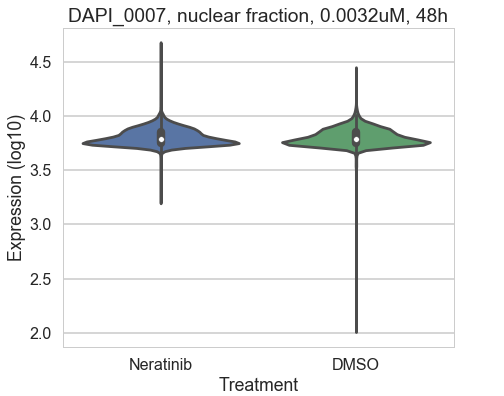 DAPI_0007, nuclear fraction, 0.0032uM, 48h
Expression (log10)
4.5
4.0
3.5
3.0
2.5
2.0
Neratinib DMSO
Treatment